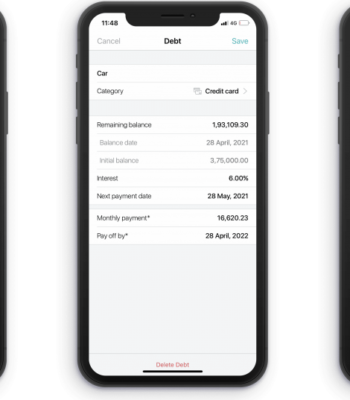 11:48
4G
Cancel Debt Save
Car
Category Credit card
Remaining balance 1,93,109.30
Balance date 28 April, 2021
Initial balance 3,75,000.00
Interest 6.00%
Next payment date 28 May, 2021
Monthly payment* 16,620.23
Pay off by* 28 April, 2022
Delete Debt